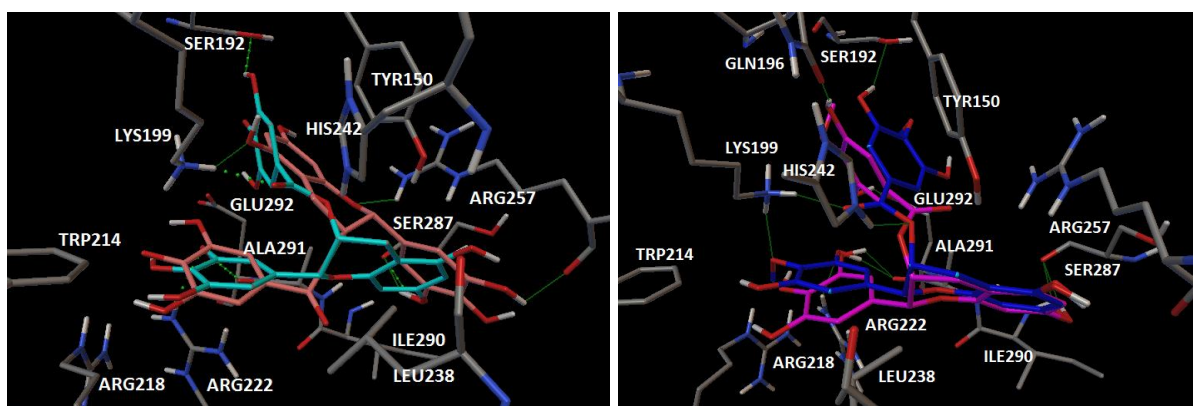 SER192
TYR150
LYS199
HIS242
GLU292
ARG257
SER287
TRP214
ALA291
ILE290
LEU238
ARG218
ARG222
SER192
GLN196
TYR150
LYS199
HIS242
GLU292
ARG257
ALA291
TRP214
SER287
ARG222
ARG218
ILE290
LEU238